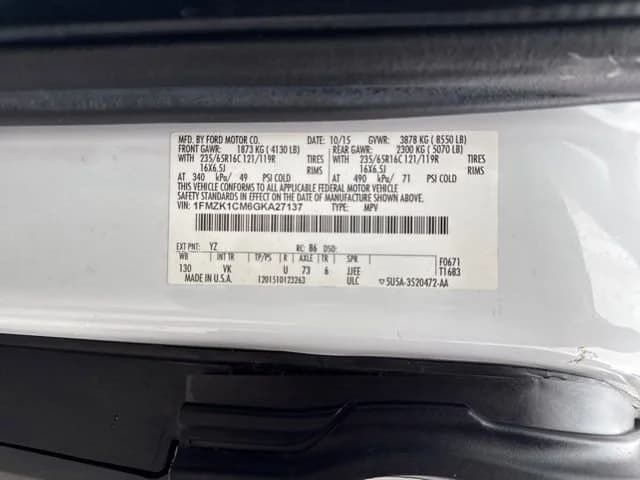 MFD. BY FORD MOTOR CO. DATE: 10/15 GVWR: 3878 KG ( 8550 LB)
FRONT GAWR: 1873 KG ( 4130 LB) REAR GAWR: 2300 KG ( 5070 LB)
WITH 235/65R16C 121/119R TIRES WITH 235/65R16C 121/119R TIRES
16X6.5J RIMS 16X6.5J RIMS
AT 340 kPa/ 49 PSI COLD AT 490 kPa/ 71 PSI COLD
THIS VEHICLE CONFORMS TO ALL APPLICABLE FEDERAL MOTOR VEHICLE
SAFETY STANDARDS IN EFFECT ON THE DATE OF MANUFACTURE SHOWN ABOVE.
VIN: 1FMZK1CM6GKA27137 TYPE: MPV
EXT PNT: YZ RC: B6 DSO:
WB INT TR TP/PS R AXLE TR SPR F0671
130 VK U 73 6 JJEE T1683
MADE IN U.S.A. 1201510123263 ULC 5U5A-3520472-AA